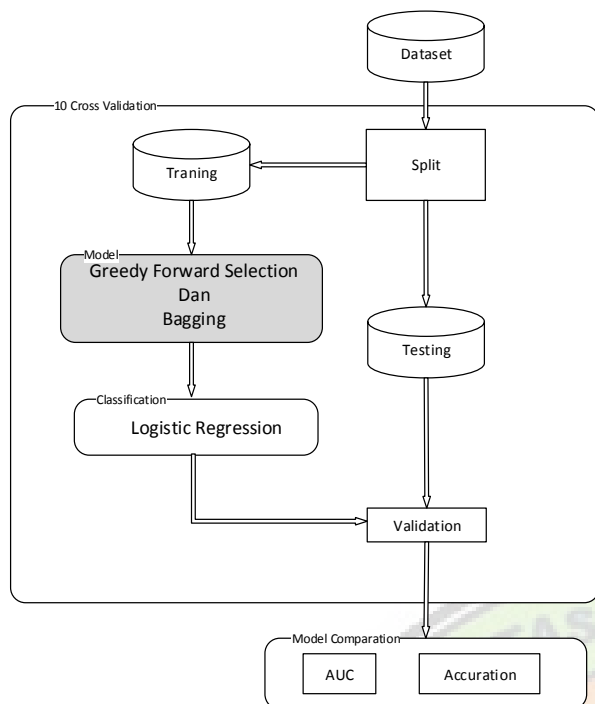 Dataset
10 Cross Validation
Split
Traning
Model
Greedy Forward Selection
Dan
Bagging
Testing
Classification
Logistic Regression
Validation
Model Comparation
AUC
Accuration